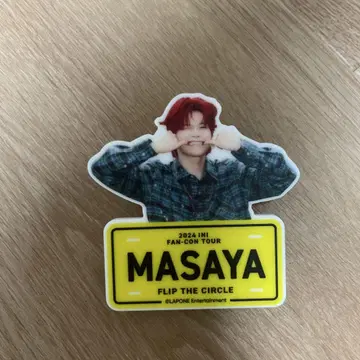 2024 INI
FAN-CON TOUR
MASAYA
FLIP THE CIRCLE
©LAPONE Entertainment